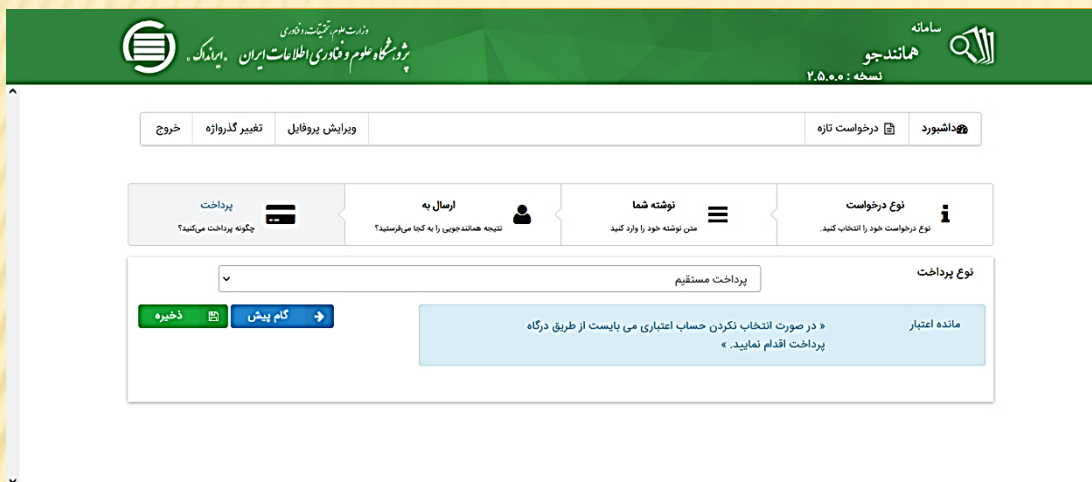 سامانه
همانندجو
نسخه : ۲.۵.۰.۰
وزارت علوم، تحقیقات، و فناوری
پژوهشگاه علوم و فناوری اطلاعات ایران «ایرانداک»
داشبورد
درخواست تازه
ویرایش پروفایل
تغییر گذرواژه
خروج
نوع درخواست
نوع درخواست خود را انتخاب کنید.
نوشته شما
متن نوشته خود را وارد کنید
ارسال به
نتیجه همانندجویی را به کجا می‌فرستید؟
پرداخت
چگونه پرداخت می‌کنید؟
نوع پرداخت
پرداخت مستقیم
مانده اعتبار
« در صورت انتخاب نکردن حساب اعتباری می بایست از طریق درگاه
پرداخت اقدام نمایید. »
گام پیش
ذخیره